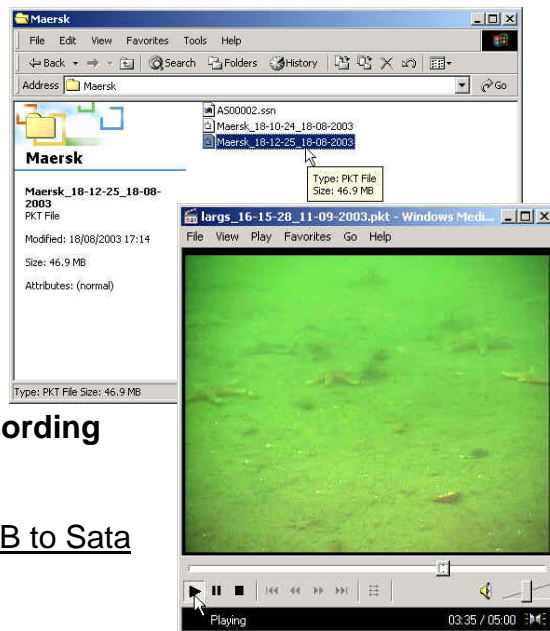 Maersk
File Edit View Favorites Tools Help
Back Search Folders History
Address Maersk Go
AS00002.ssn
Maersk_18-10-24_18-08-2003
Maersk_18-12-25_18-08-2003
Maersk
Type: PKT File
Size: 46.9 MB
Maersk_18-12-25_18-08-
2003
PKT File
Modified: 18/08/2003 17:14
Size: 46.9 MB
Attributes: (normal)
Type: PKT File Size: 46.9 MB
largs_16-15-28_11-09-2003.pkt - Windows Medi...
File View Play Favorites Go Help
ording
B to Sata
Playing 03:35 / 05:00